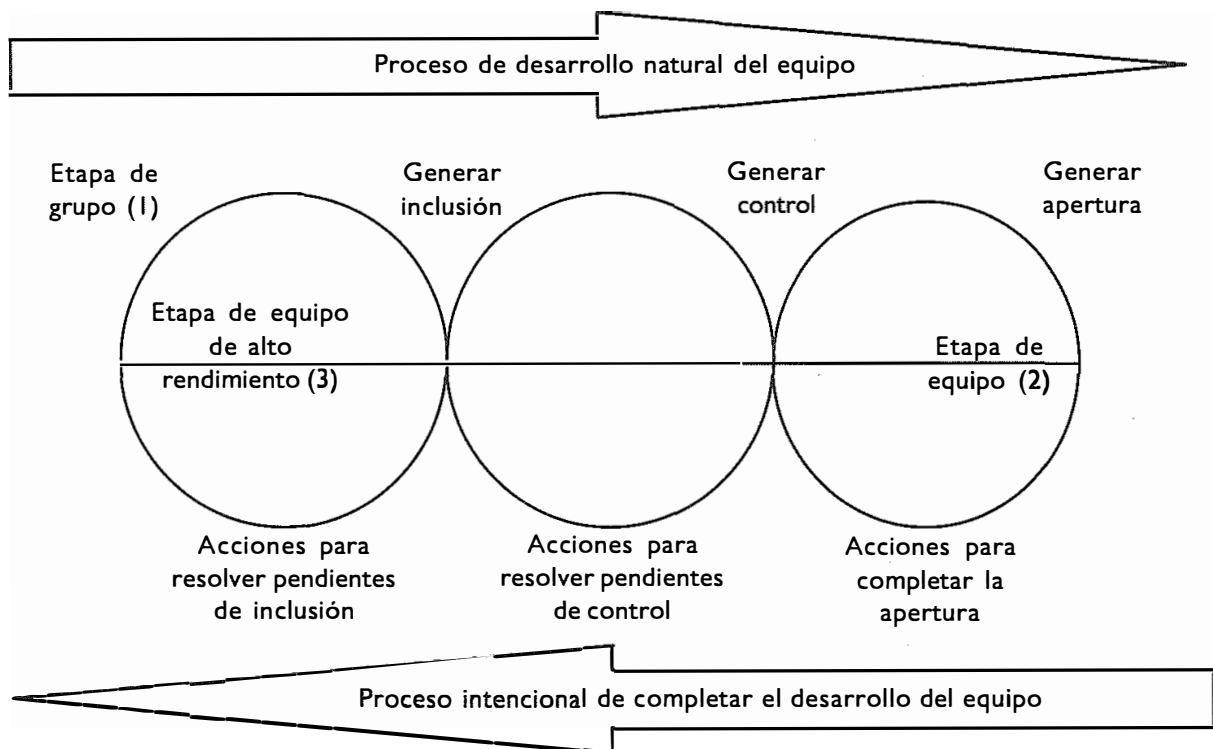 Proceso de desarrollo natural del equipo
Etapa de
grupo (1)
Generar
inclusión
Generar
control
Generar
apertura
Etapa de equipo
de alto
rendimiento (3)
Etapa de
equipo (2)
Acciones para
resolver pendientes
de inclusión
Acciones para
resolver pendientes
de control
Acciones para
completar la
apertura
Proceso intencional de completar el desarrollo del equipo